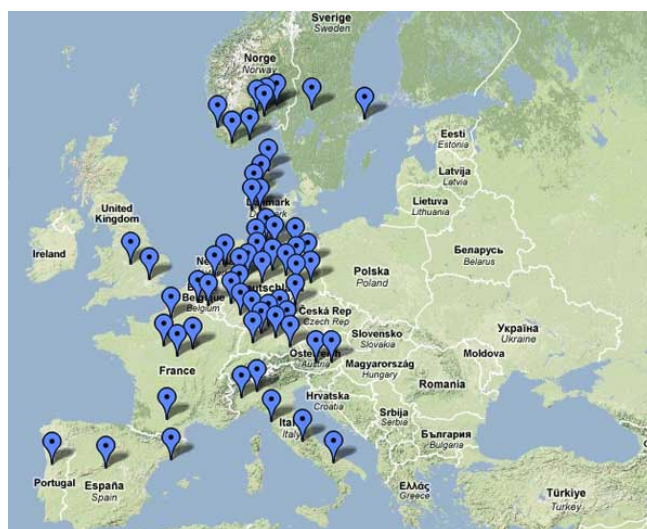 Sverige
Sweden
Norge
Norway
Eesti
Estonia
Latvija
Latvia
Lietuva
Lithuania
United
Kingdom
Ireland
Беларусь
Belarus
Polska
Poland
Belgique
Belgium
Česká Rep
Czech Rep
Slovensko
Slovakia
Україна
Ukraine
Moldova
Austria
Magyarország
Hungary
France
Romania
Hrvatska
Croatia
Srbija
Serbia
Ital
Italy
България
Bulgaria
Portugal
España
Spain
Ελλάς
Greece
Türkiye
Turkey